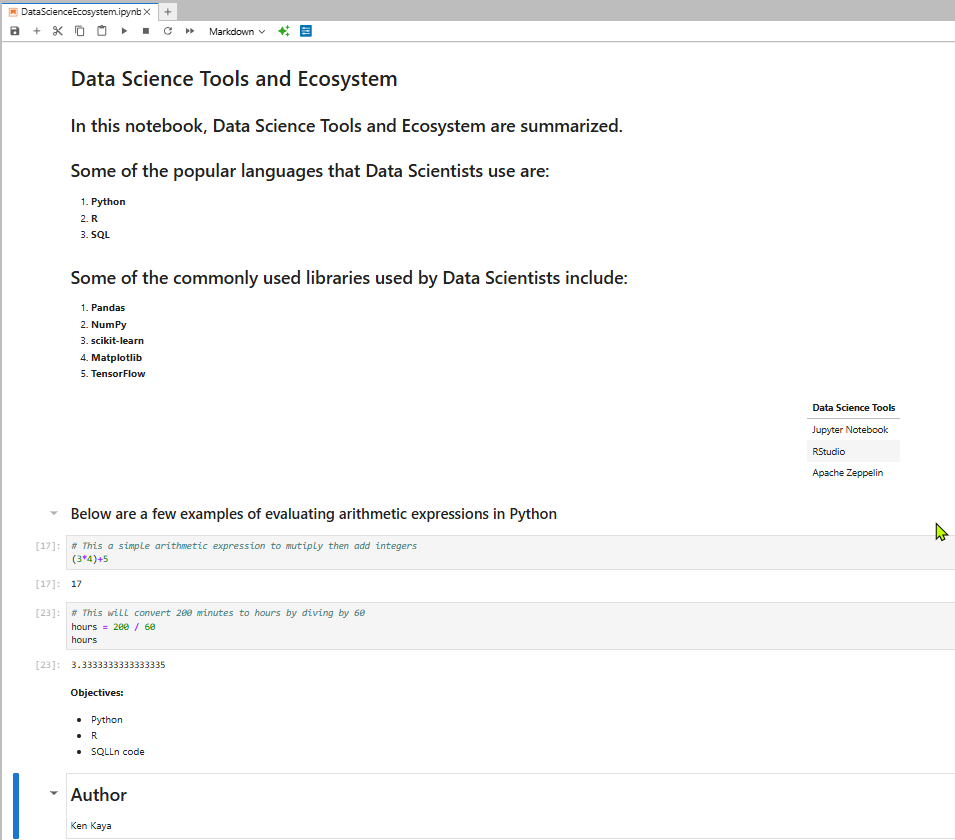 DataScienceEcosystem.ipynb
Markdown
Data Science Tools and Ecosystem
In this notebook, Data Science Tools and Ecosystem are summarized.
Some of the popular languages that Data Scientists use are:
1. Python
2. R
3. SQL
Some of the commonly used libraries used by Data Scientists include:
1. Pandas
2. NumPy
3. scikit-learn
4. Matplotlib
5. TensorFlow
Data Science Tools
Jupyter Notebook
RStudio
Apache Zeppelin
Below are a few examples of evaluating arithmetic expressions in Python
[17]: # This a simple arithmetic expression to mutiply then add integers
(3*4)+5
[17]: 17
[23]: # This will convert 200 minutes to hours by diving by 60
hours = 200 / 60
hours
[23]: 3.3333333333333335
Objectives:
• Python
• R
• SQLLn code
Author
Ken Kaya